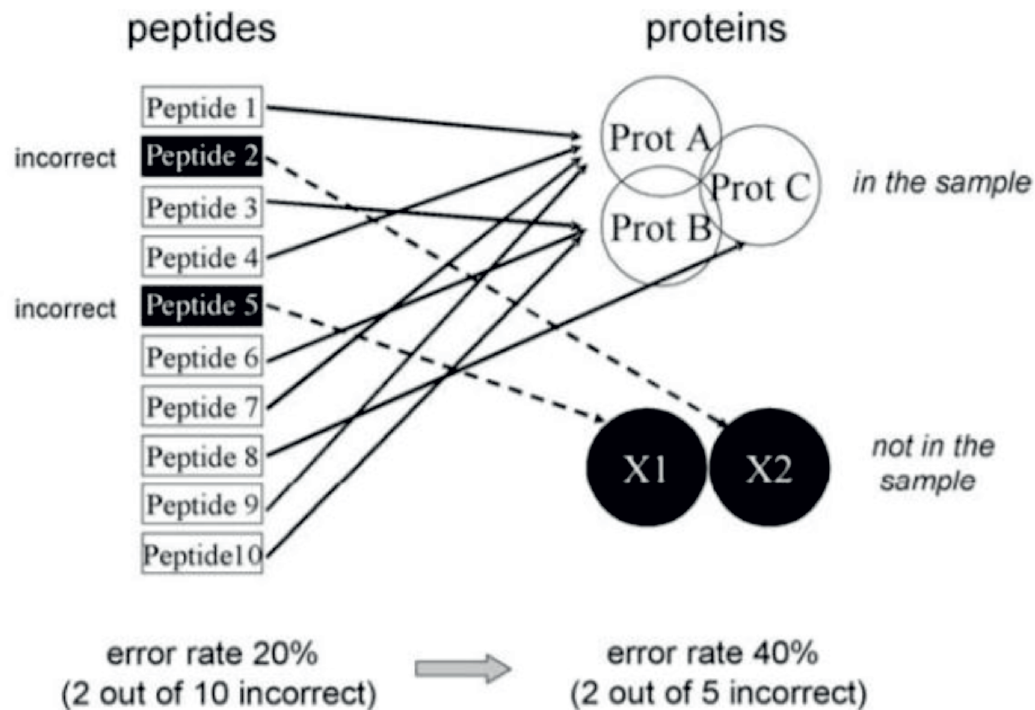 peptides
proteins
Peptide 1
incorrect
Peptide 2
Peptide 3
Peptide 4
incorrect
Peptide 5
Peptide 6
Peptide 7
Peptide 8
Peptide 9
Peptide10
Prot A
Prot C
Prot B
in the sample
X1
X2
not in the
sample
error rate 20%
(2 out of 10 incorrect)
error rate 40%
(2 out of 5 incorrect)